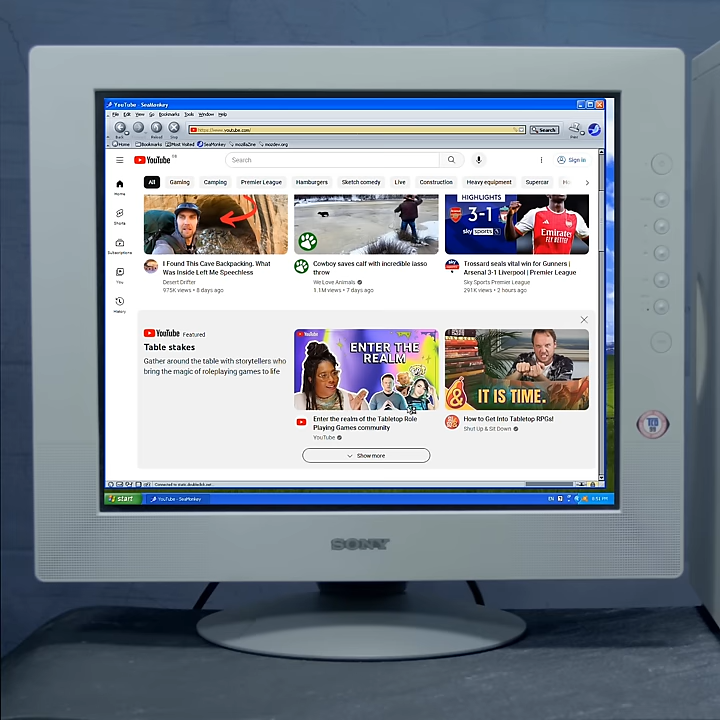 YouTube - SeaMonkey
File Edit View Go Bookmarks Tools Window Help
Back Reload Stop https://www.youtube.com/ Search Print
Home Bookmarks Most Visited SeaMonkey mozillaZine mozdev.org
YouTube Search Sign in
All Gaming Camping Premier League Hamburgers Sketch comedy Live Construction Heavy equipment Supercar
Home
Shorts
Subscriptions
You
History
HIGHLIGHTS
3-1
sky sports
Emirates
FLY BETTER
I Found This Cave Backpacking. What
Was Inside Left Me Speechless
Desert Drifter
975K views • 8 days ago
Cowboy saves calf with incredible lasso
throw
We Love Animals
1.1M views • 7 days ago
Trossard seals vital win for Gunners |
Arsenal 3-1 Liverpool | Premier League
Sky Sports Premier League
291K views • 2 hours ago
YouTube Featured
Table stakes
Gather around the table with storytellers who
bring the magic of roleplaying games to life
YouTube
ENTER THE
REALM
Enter the realm of the Tabletop Role
Playing Games community
YouTube
& IT IS TIME.
How to Get Into Tabletop RPGs!
Shut Up & Sit Down
Show more
start YouTube - SeaMonkey EN 8:51 PM
SONY